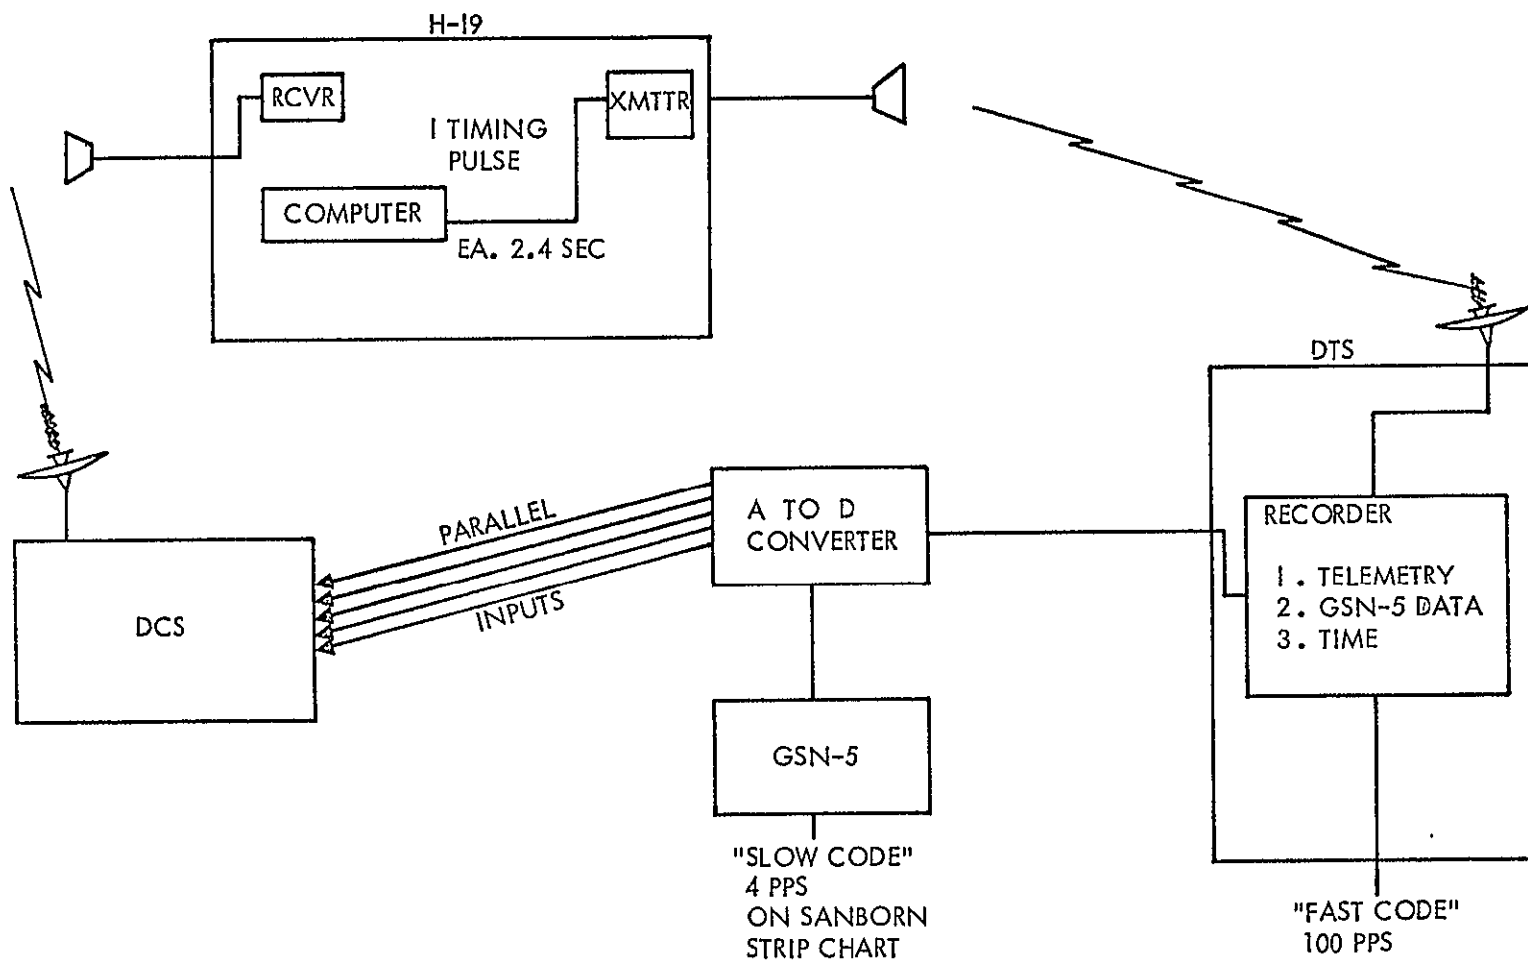 H-19
RCVR
XMTTR
1 TIMING
PULSE
COMPUTER
EA. 2.4 SEC
DTS
PARALLEL
INPUTS
A TO D
CONVERTER
RECORDER
1. TELEMETRY
2. GSN-5 DATA
3. TIME
DCS
GSN-5
"SLOW CODE"
4 PPS
ON SANBORN
STRIP CHART
"FAST CODE"
100 PPS